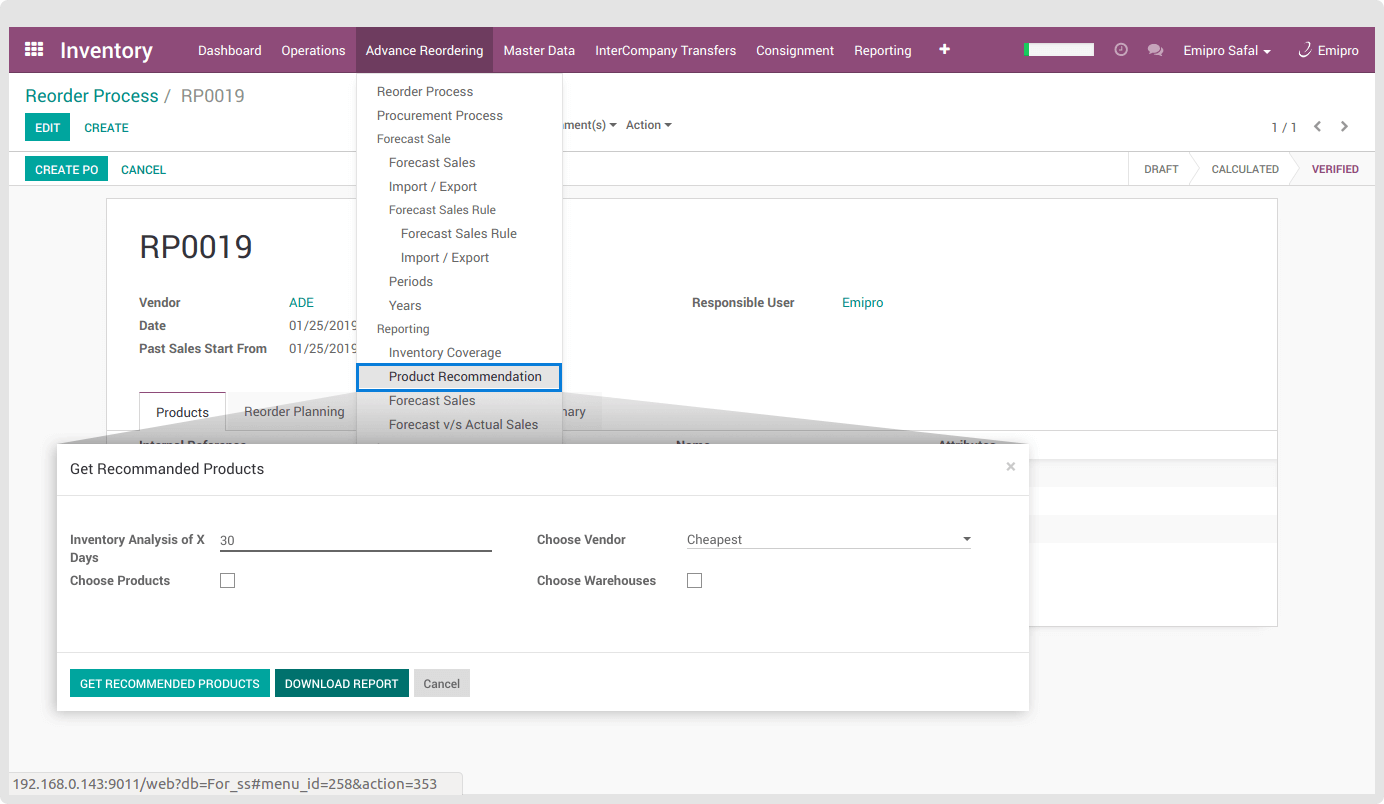 Inventory Dashboard Operations Advance Reordering Master Data InterCompany Transfers Consignment Reporting Emipro Safal Emipro
Reorder Process / RP0019
EDIT CREATE Action 1 / 1
CREATE PO CANCEL DRAFT CALCULATED VERIFIED
Reorder Process
Procurement Process
Forecast Sale
Forecast Sales
Import / Export
Forecast Sales Rule
Forecast Sales Rule
Import / Export
Periods
Years
Reporting
Inventory Coverage
Product Recommendation
Forecast Sales
Forecast v/s Actual Sales
RP0019
Vendor ADE Responsible User Emipro
Date 01/25/2019
Past Sales Start From 01/25/2019
Products Reorder Planning
Get Recommanded Products ×
Inventory Analysis of X Days 30 Choose Vendor Cheapest
Choose Products Choose Warehouses
GET RECOMMENDED PRODUCTS DOWNLOAD REPORT Cancel
192.168.0.143:9011/web?db=For_ss#menu_id=258&action=353